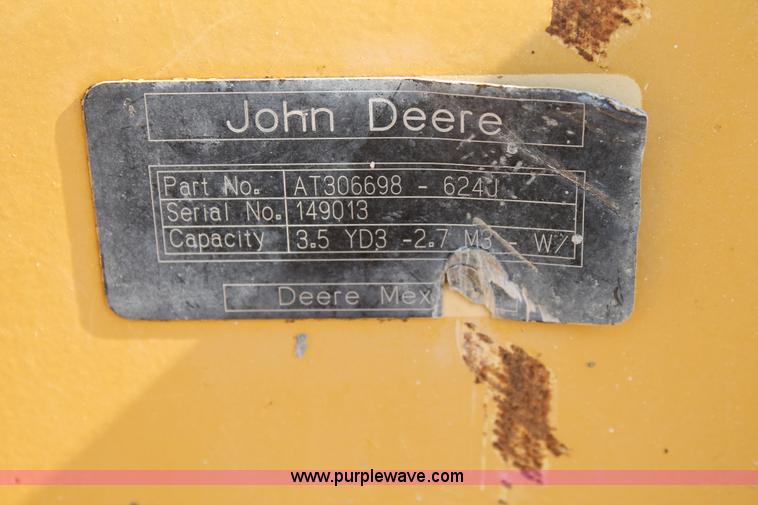 John Deere
Part No. AT306698 - 624J
Serial No. 149013
Capacity 3.5 YD3 -2.7 M3 - W/
Deere Mex
www.purplewave.com